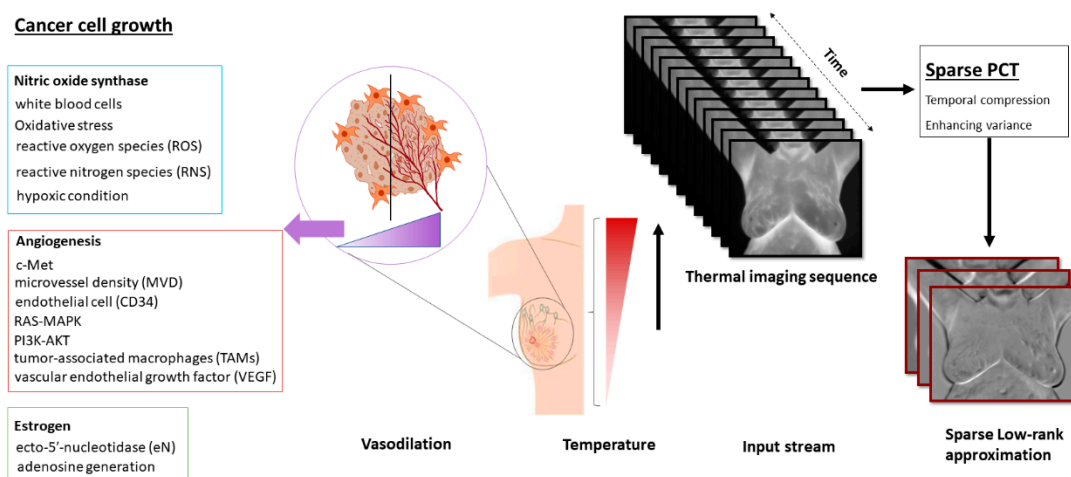 Cancer cell growth
Nitric oxide synthase
white blood cells
Oxidative stress
reactive oxygen species (ROS)
reactive nitrogen species (RNS)
hypoxic condition
Angiogenesis
c-Met
microvessel density (MVD)
endothelial cell (CD34)
RAS-MAPK
PI3K-AKT
tumor-associated macrophages (TAMs)
vascular endothelial growth factor (VEGF)
Estrogen
ecto-5′-nucleotidase (eN)
adenosine generation
Vasodilation
Temperature
Time
Thermal imaging sequence
Input stream
Sparse PCT
Temporal compression
Enhancing variance
Sparse Low-rank
approximation